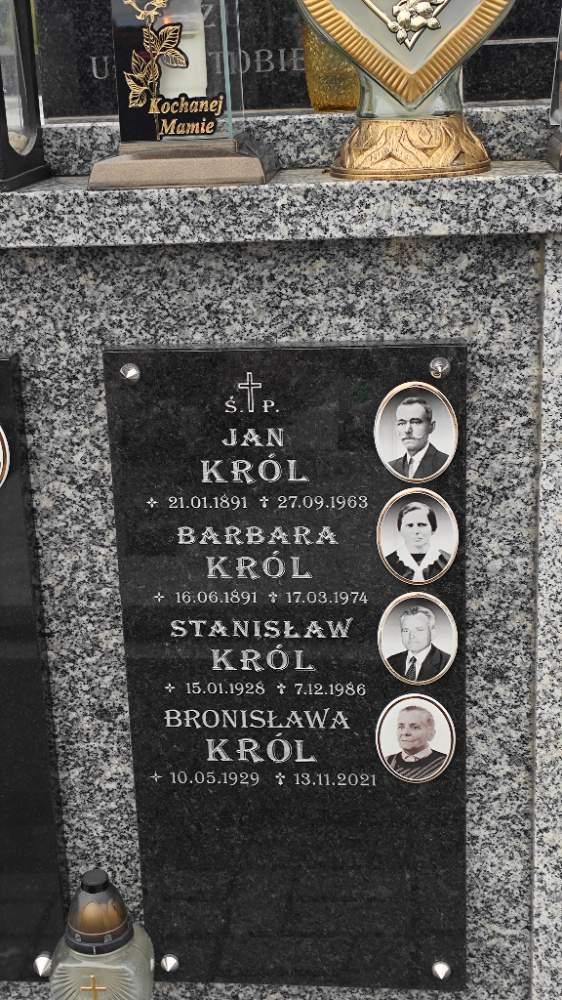 Kochanej
Mamie
Ś. P.
JAN
KRÓL
21.01.1891 ✝ 27.09.1963
BARBARA
KRÓL
16.06.1891 ✝ 17.03.1974
STANISŁAW
KRÓL
15.01.1928 ✝ 7.12.1986
BRONISŁAWA
KRÓL
10.05.1929 ✝ 13.11.2021